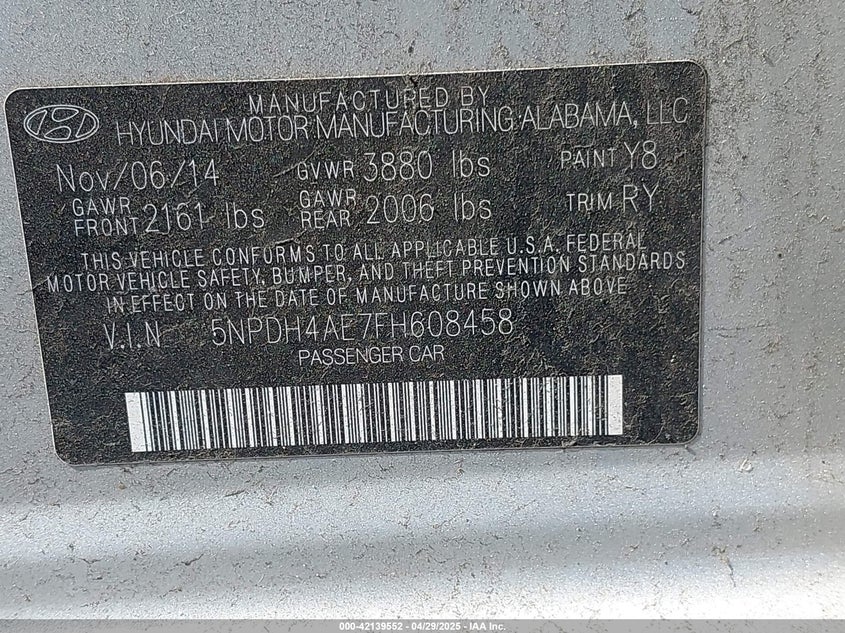 MANUFACTURED BY
HYUNDAI MOTOR MANUFACTURING ALABAMA, LLC
Nov/06/14 GVWR 3880 lbs PAINT Y8
GAWR FRONT 2161 lbs GAWR REAR 2006 lbs TRIM RY
THIS VEHICLE CONFORMS TO ALL APPLICABLE U.S.A. FEDERAL
MOTOR VEHICLE SAFETY, BUMPER, AND THEFT PREVENTION STANDARDS
IN EFFECT ON THE DATE OF MANUFACTURE SHOWN ABOVE.
V.I.N 5NPDH4AE7FH608458
PASSENGER CAR
000-42139552 - 04/29/2025 - IAA Inc.